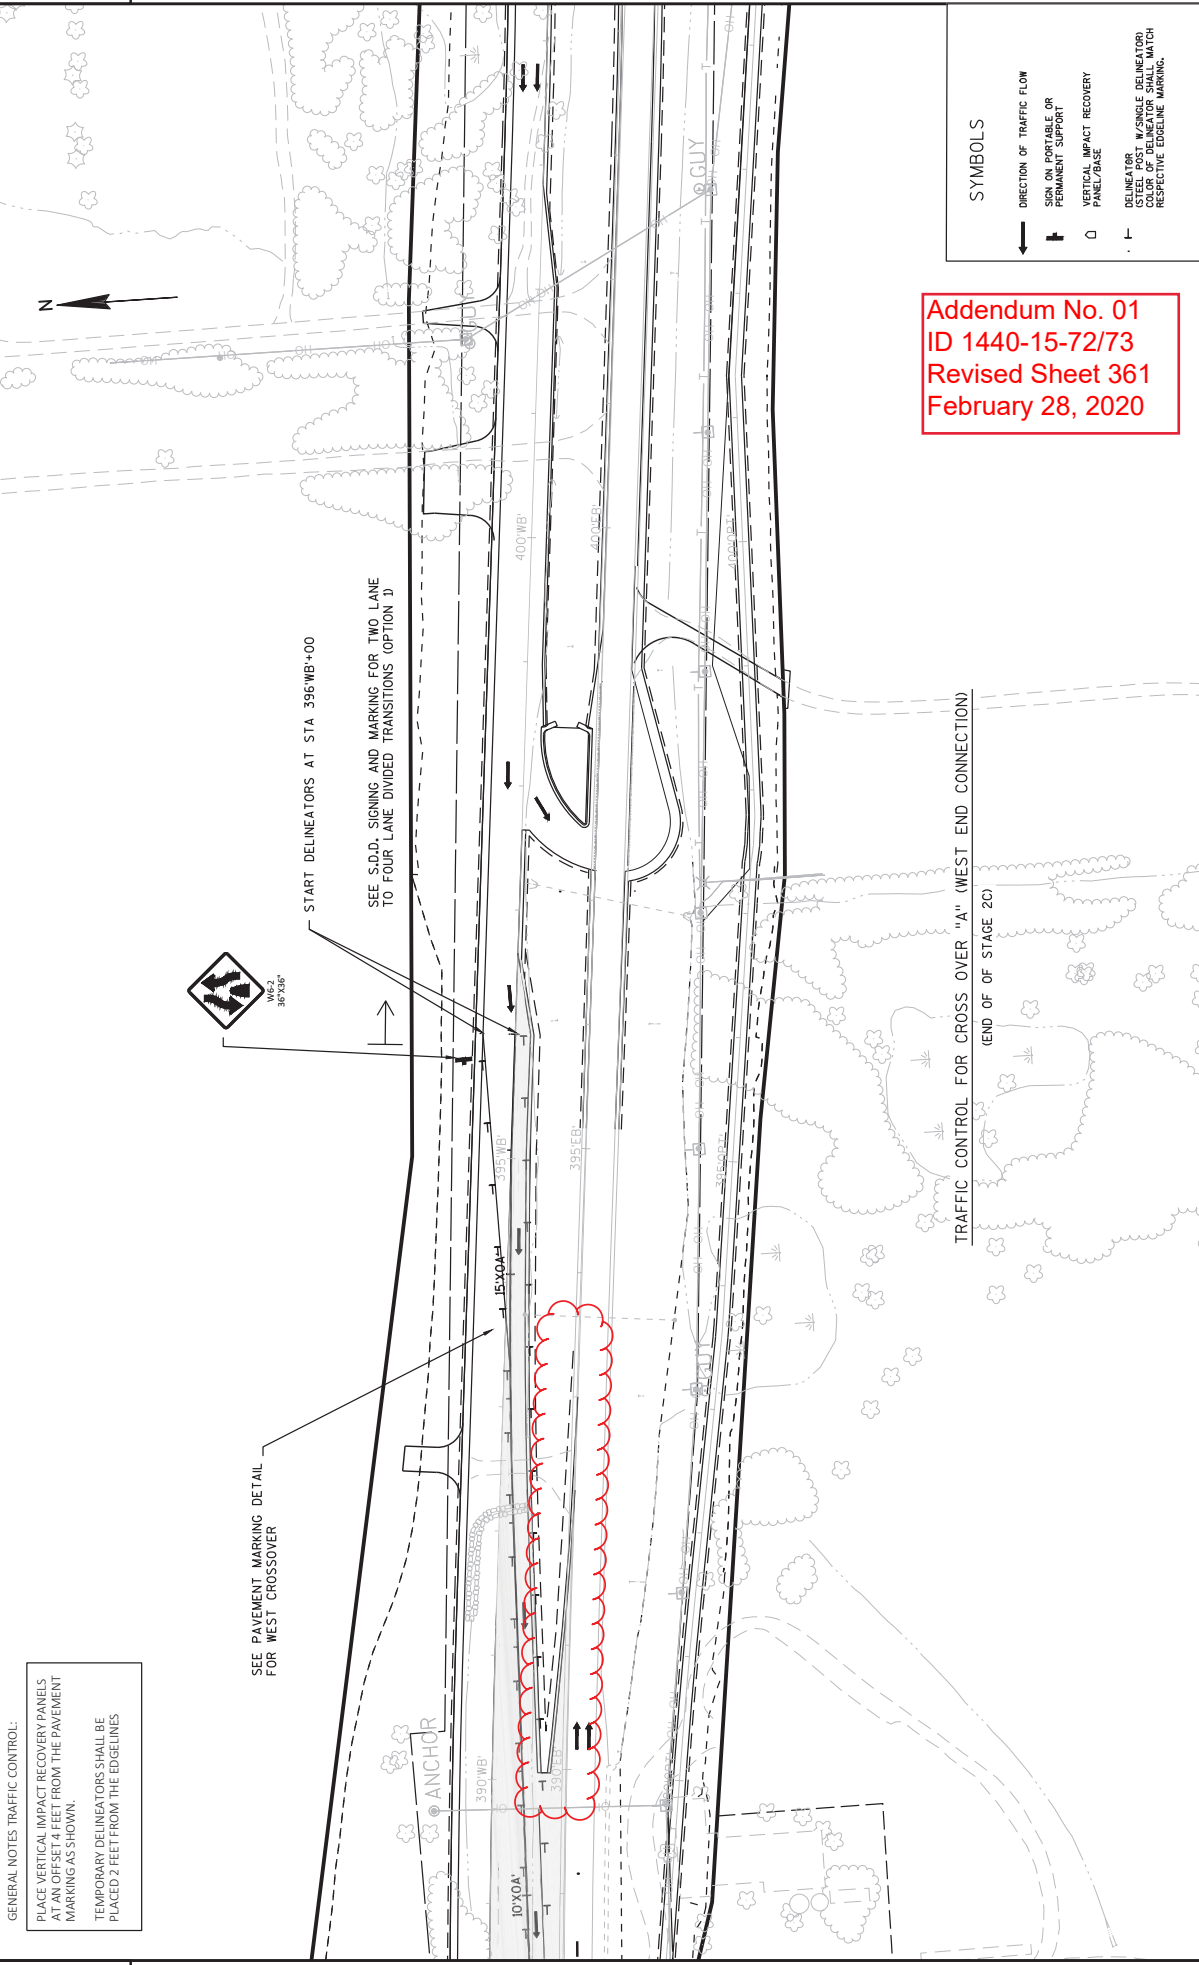 GENERAL NOTES TRAFFIC CONTROL:
PLACE VERTICAL IMPACT RECOVERY PANELS
AT AN OFFSET 4 FEET FROM THE PAVEMENT
MARKING AS SHOWN.
TEMPORARY DELINEATORS SHALL BE
PLACED 2 FEET FROM THE EDGELINES
SEE PAVEMENT MARKING DETAIL
FOR WEST CROSSOVER
W6-2
36"X36"
START DELINEATORS AT STA 396'WB'+00
SEE S.D.D. SIGNING AND MARKING FOR TWO LANE
TO FOUR LANE DIVIDED TRANSITIONS (OPTION 1)
N
ANCHOR
390'WB'
390'EB'
10'XOA'
15'XOA'
395'WB'
395'EB'
400'WB'
400'EB'
GUY
GUY
TRAFFIC CONTROL FOR CROSS OVER "A" (WEST END CONNECTION)
(END OF STAGE 2C)
SYMBOLS
DIRECTION OF TRAFFIC FLOW
SIGN ON PORTABLE OR
PERMANENT SUPPORT
VERTICAL IMPACT RECOVERY
PANEL/BASE
DELINEATOR
(STEEL POST W/SINGLE DELINEATOR)
COLOR OF DELINEATOR SHALL MATCH
RESPECTIVE EDGELINE MARKING.
Addendum No. 01
ID 1440-15-72/73
Revised Sheet 361
February 28, 2020